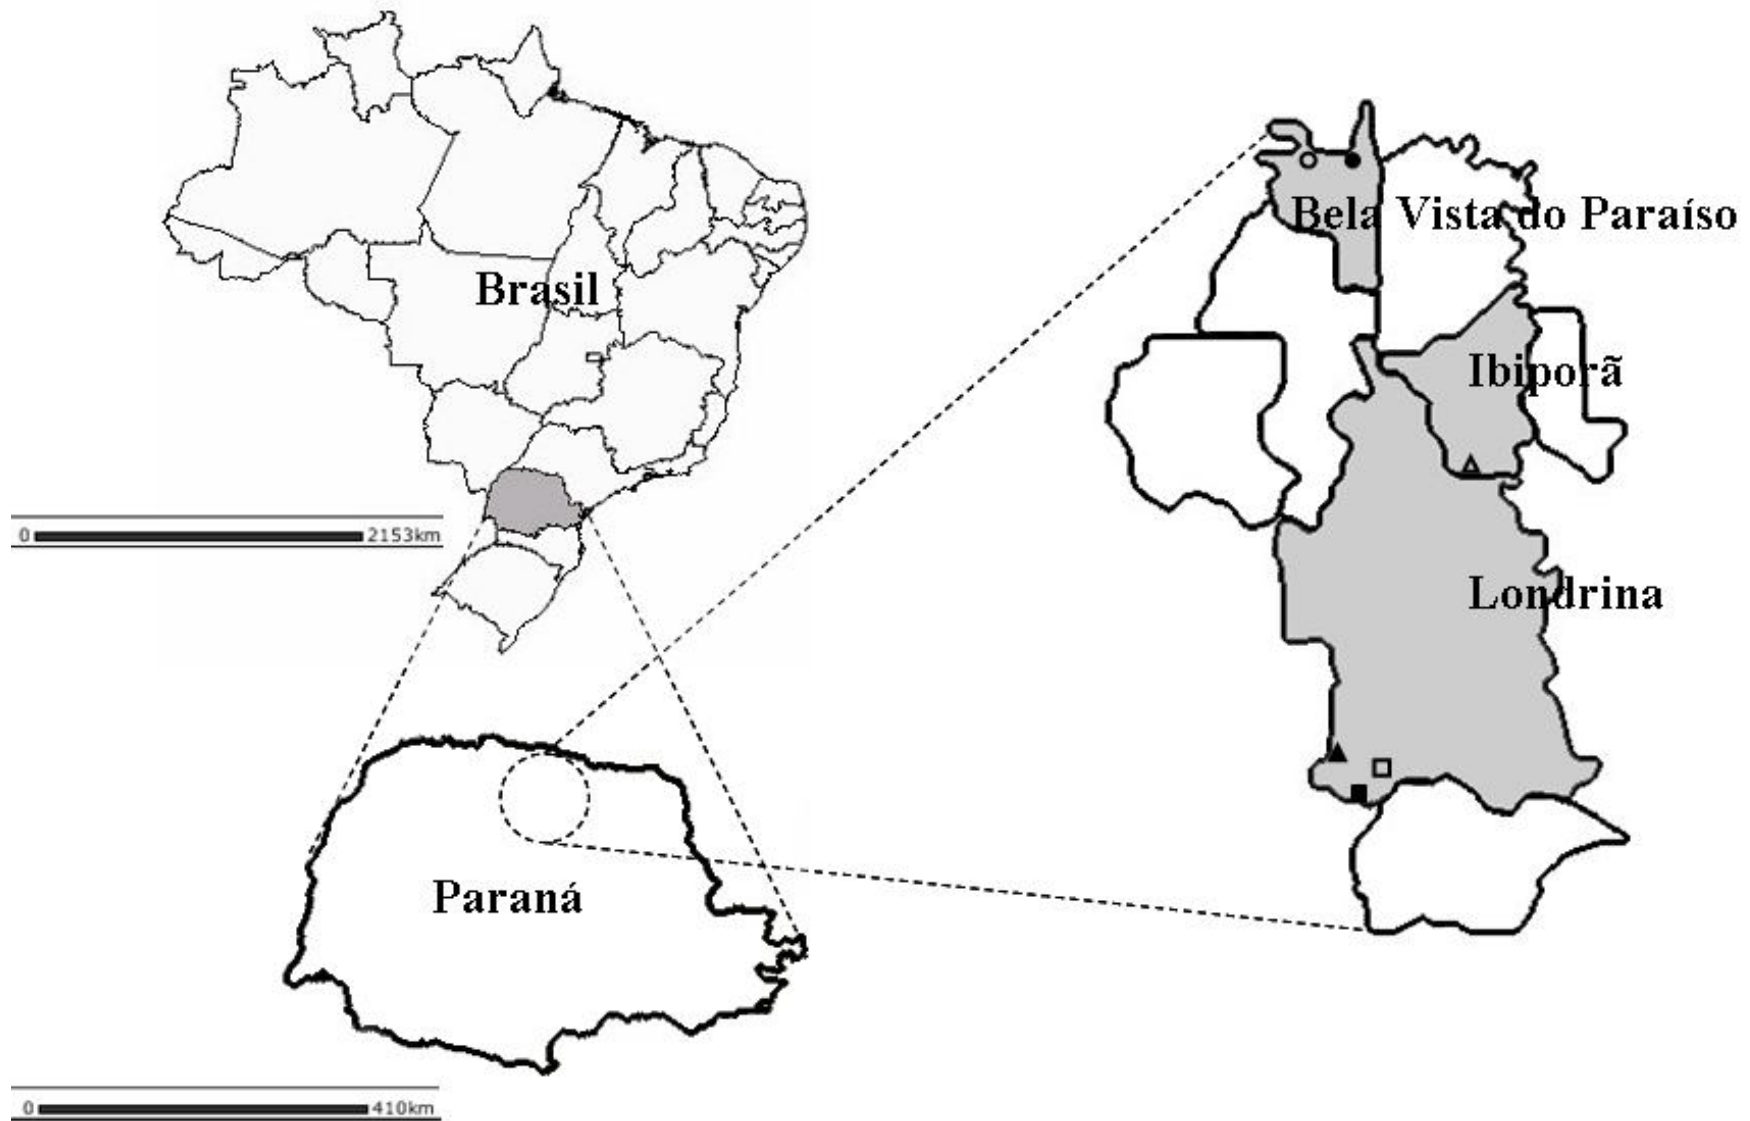 Bela Vista do Paraíso
Brasil
Ibiporã
0 2153km
Londrina
Paraná
0 410km